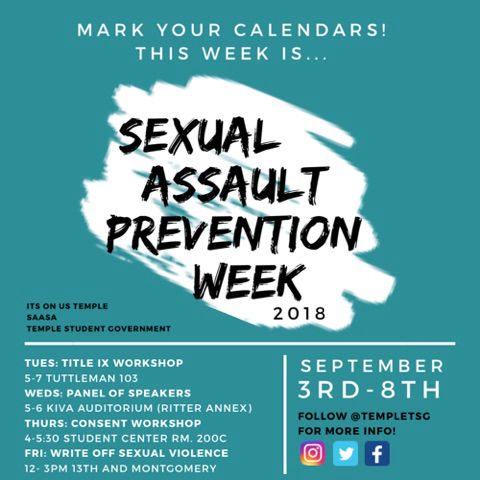 MARK YOUR CALENDARS!
THIS WEEK IS...
SEXUAL
ASSAULT
PREVENTION
WEEK
2018
ITS ON US TEMPLE
SAASA
TEMPLE STUDENT GOVERNMENT
TUES: TITLE IX WORKSHOP
5-7 TUTTLEMAN 103
WEDS: PANEL OF SPEAKERS
5-6 KIVA AUDITORIUM (RITTER ANNEX)
THURS: CONSENT WORKSHOP
4-5:30 STUDENT CENTER RM. 200C
FRI: WRITE OFF SEXUAL VIOLENCE
12- 3PM 13TH AND MONTGOMERY
SEPTEMBER
3RD-8TH
FOLLOW @TEMPLETSG
FOR MORE INFO!